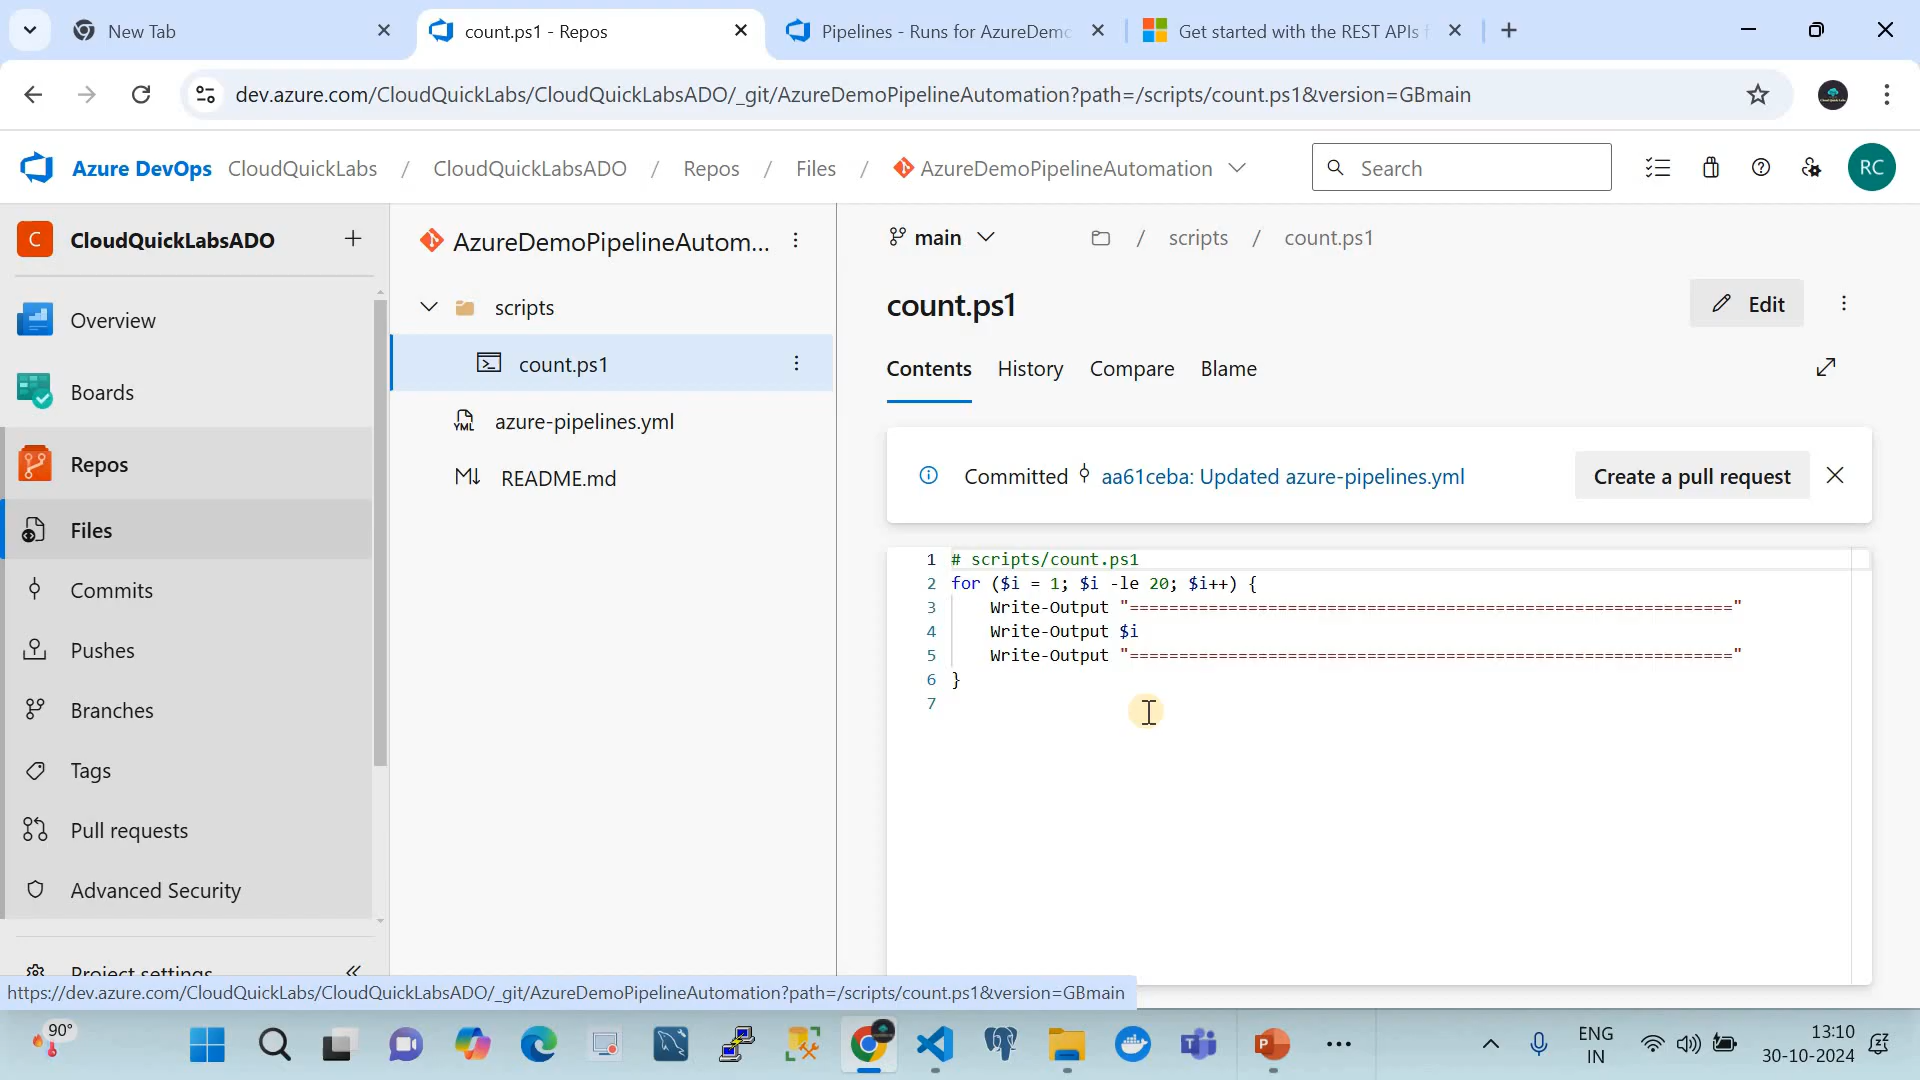 New Tab
count.ps1 - Repos
Pipelines - Runs for AzureDemo
Get started with the REST APIs f
dev.azure.com/CloudQuickLabs/CloudQuickLabsADO/_git/AzureDemoPipelineAutomation?path=/scripts/count.ps1&version=GBmain
Azure DevOps CloudQuickLabs / CloudQuickLabsADO / Repos / Files / AzureDemoPipelineAutomation
Search
RC
C CloudQuickLabsADO
Overview
Boards
Repos
Files
Commits
Pushes
Branches
Tags
Pull requests
Advanced Security
Project settings
AzureDemoPipelineAutom...
scripts
count.ps1
YML azure-pipelines.yml
README.md
main
/ scripts / count.ps1
count.ps1
Edit
Contents History Compare Blame
Committed aa61ceba: Updated azure-pipelines.yml
Create a pull request
1 # scripts/count.ps1
2 for ($i = 1; $i -le 20; $i++) {
3 Write-Output "============================================================="
4 Write-Output $i
5 Write-Output "============================================================="
6 }
7
https://dev.azure.com/CloudQuickLabs/CloudQuickLabsADO/_git/AzureDemoPipelineAutomation?path=/scripts/count.ps1&version=GBmain
90°
ENG
IN
13:10
30-10-2024